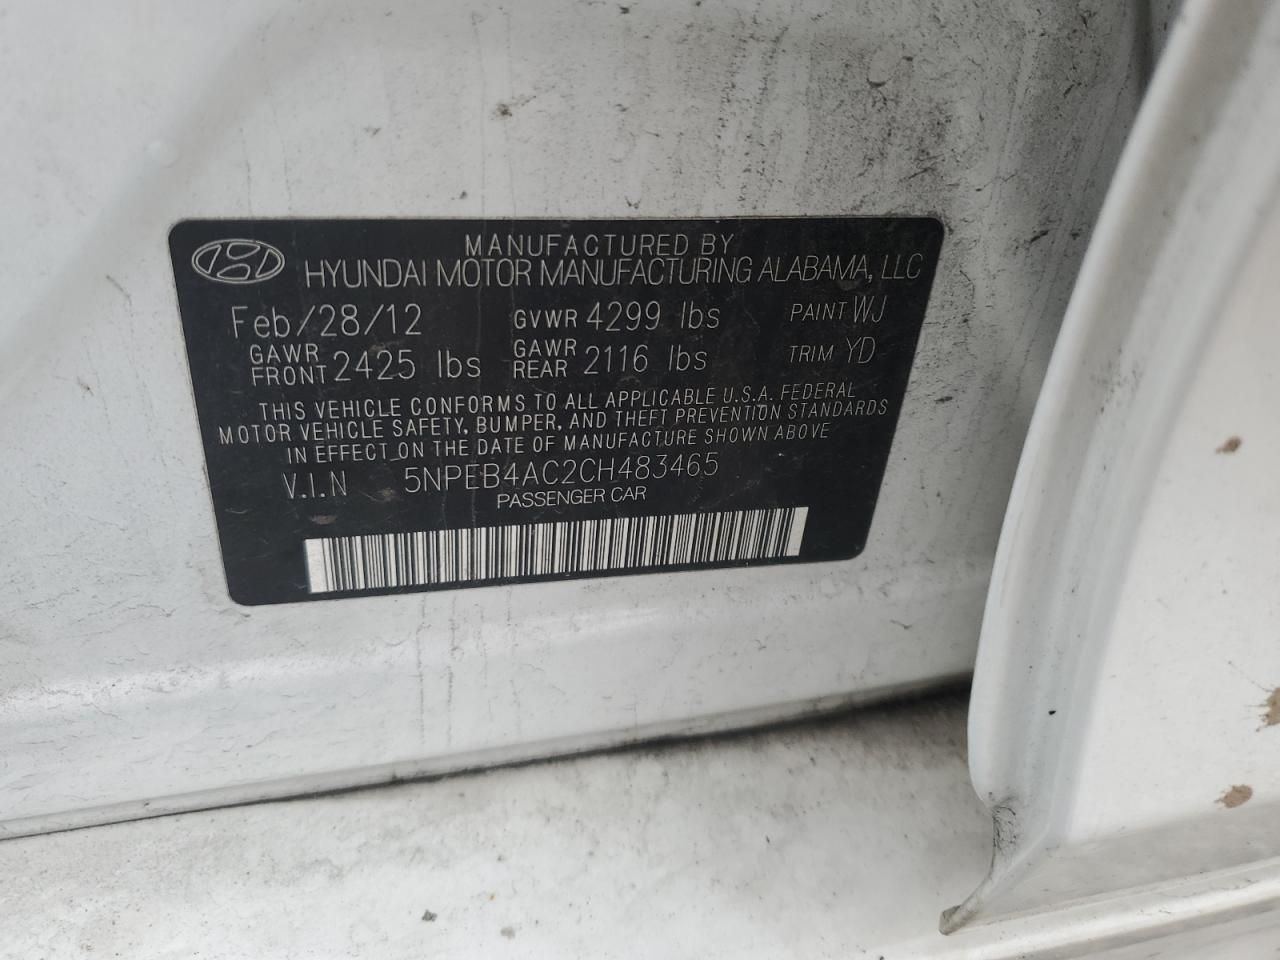 MANUFACTURED BY
HYUNDAI MOTOR MANUFACTURING ALABAMA, LLC
Feb/28/12 GVWR 4299 lbs PAINT WJ
GAWR FRONT 2425 lbs GAWR REAR 2116 lbs TRIM YD
THIS VEHICLE CONFORMS TO ALL APPLICABLE U.S.A. FEDERAL
MOTOR VEHICLE SAFETY, BUMPER, AND THEFT PREVENTION STANDARDS
IN EFFECT ON THE DATE OF MANUFACTURE SHOWN ABOVE
V.I.N 5NPEB4AC2CH483465
PASSENGER CAR